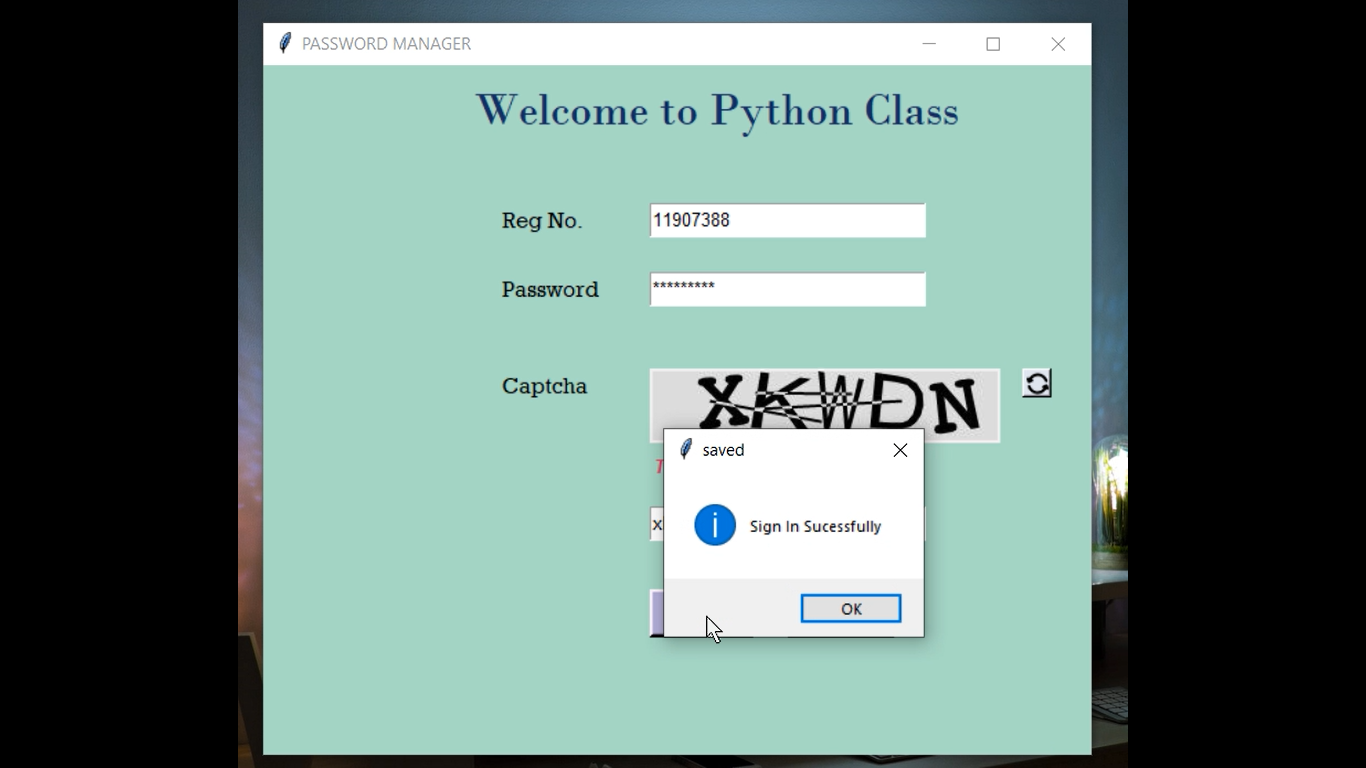 PASSWORD MANAGER
Welcome to Python Class
Reg No.
11907388
Password
*********
Captcha
XKWDN
saved
Sign In Sucessfully
OK